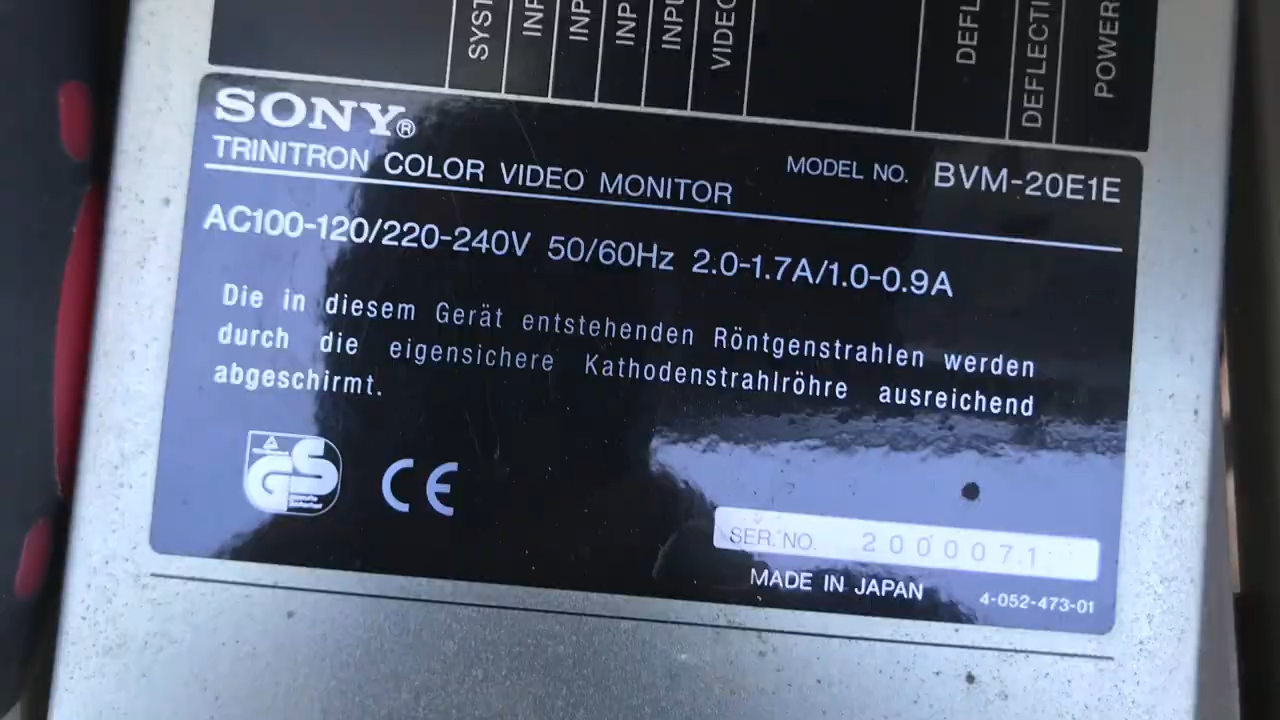 SYST
INP
INP
INP
INPU
VIDEO
DEFL
DEFLECTI
POWER
SONY®
TRINITRON COLOR VIDEO MONITOR
MODEL NO. BVM-20E1E
AC100-120/220-240V 50/60Hz 2.0-1.7A/1.0-0.9A
Die in diesem Gerät entstehenden Röntgenstrahlen werden
durch die eigensichere Kathodenstrahlröhre ausreichend
abgeschirmt.
GS
CE
SER. NO. 2000071
MADE IN JAPAN
4-052-473-01